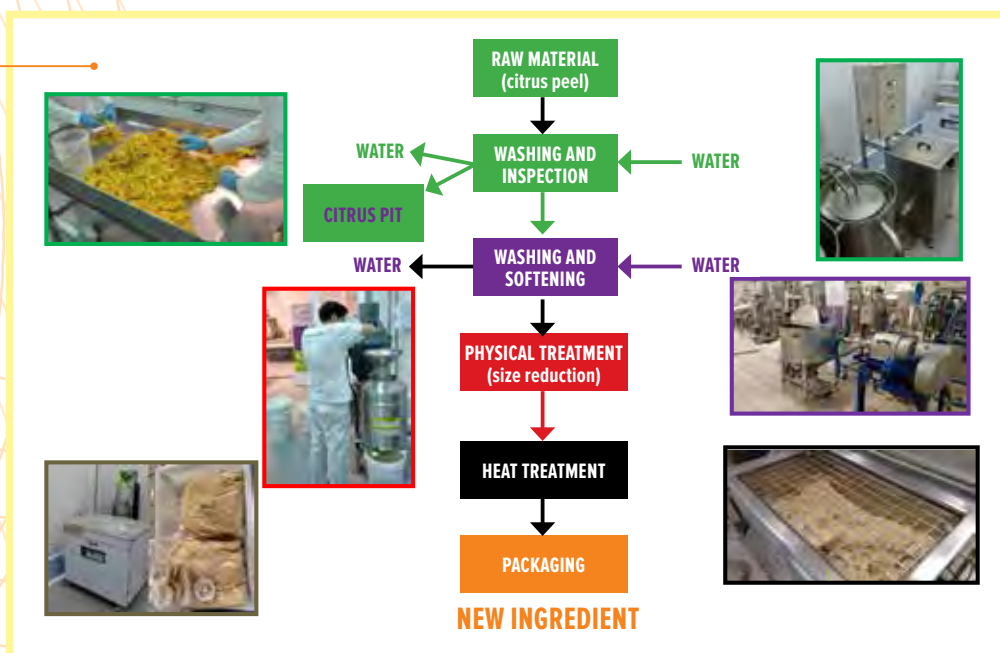 RAW MATERIAL
(citrus peel)
WATER
WASHING AND
INSPECTION
WATER
CITRUS PIT
WATER
WASHING AND
SOFTENING
WATER
PHYSICAL TREATMENT
(size reduction)
HEAT TREATMENT
PACKAGING
NEW INGREDIENT